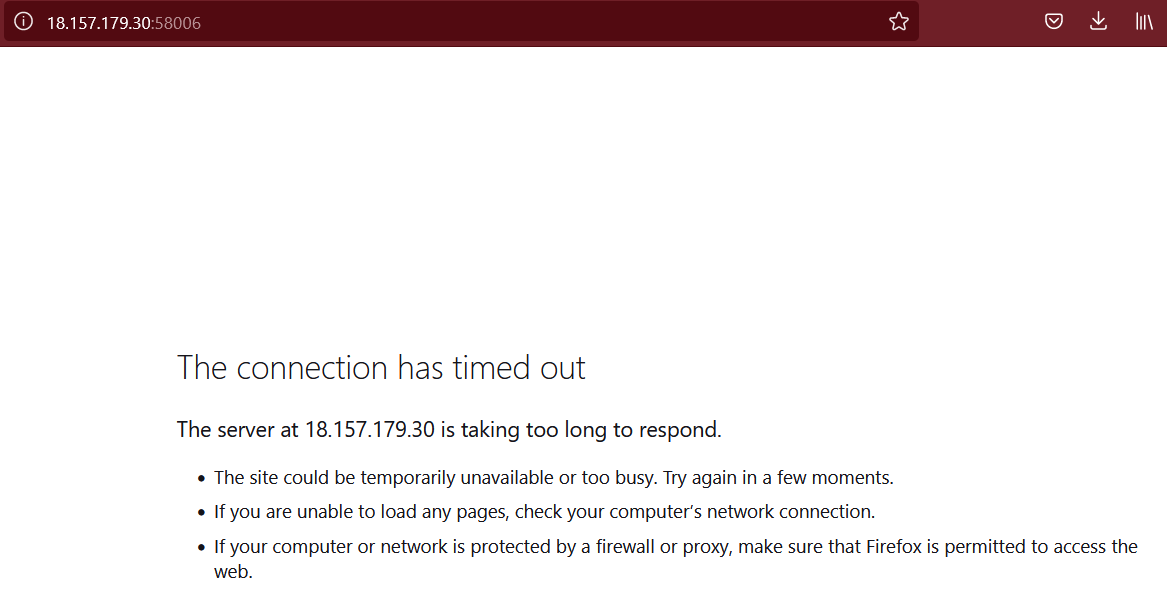 18.157.179.30:58006
The connection has timed out
The server at 18.157.179.30 is taking too long to respond.
• The site could be temporarily unavailable or too busy. Try again in a few moments.
• If you are unable to load any pages, check your computer’s network connection.
• If your computer or network is protected by a firewall or proxy, make sure that Firefox is permitted to access the
web.